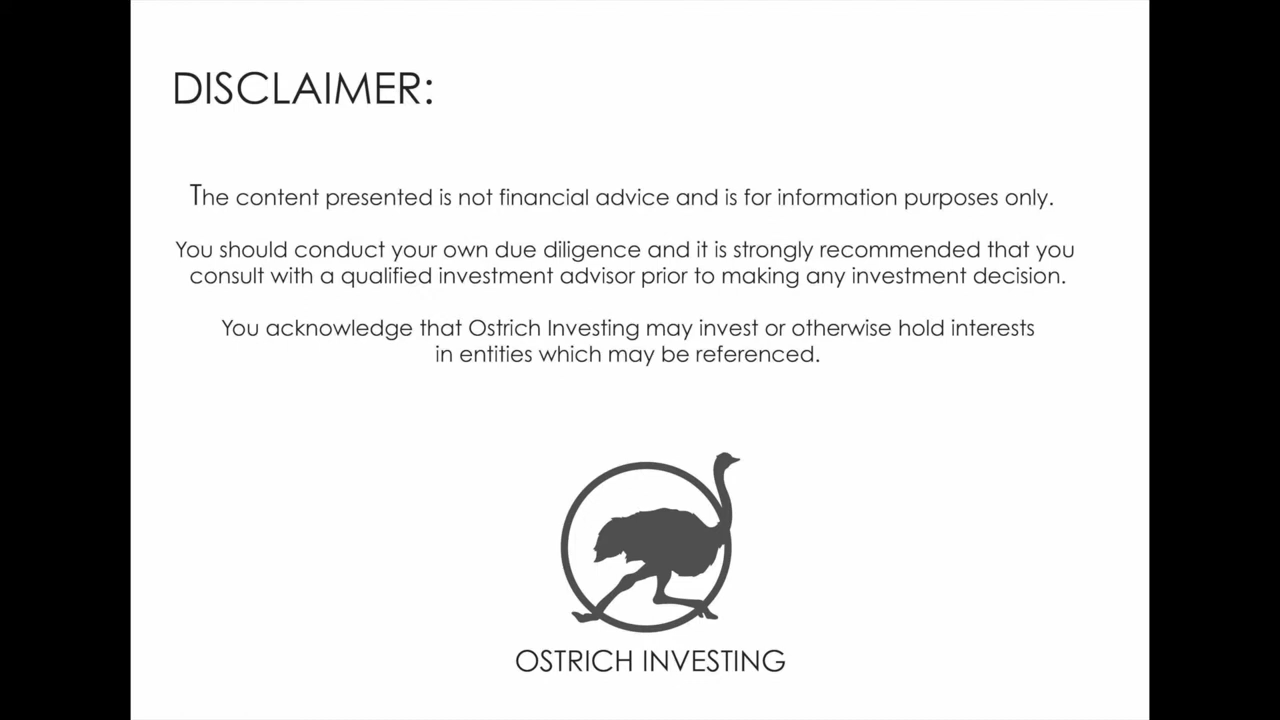 DISCLAIMER:
The content presented is not financial advice and is for information purposes only.
You should conduct your own due diligence and it is strongly recommended that you
consult with a qualified investment advisor prior to making any investment decision.
You acknowledge that Ostrich Investing may invest or otherwise hold interests
in entities which may be referenced.
OSTRICH INVESTING